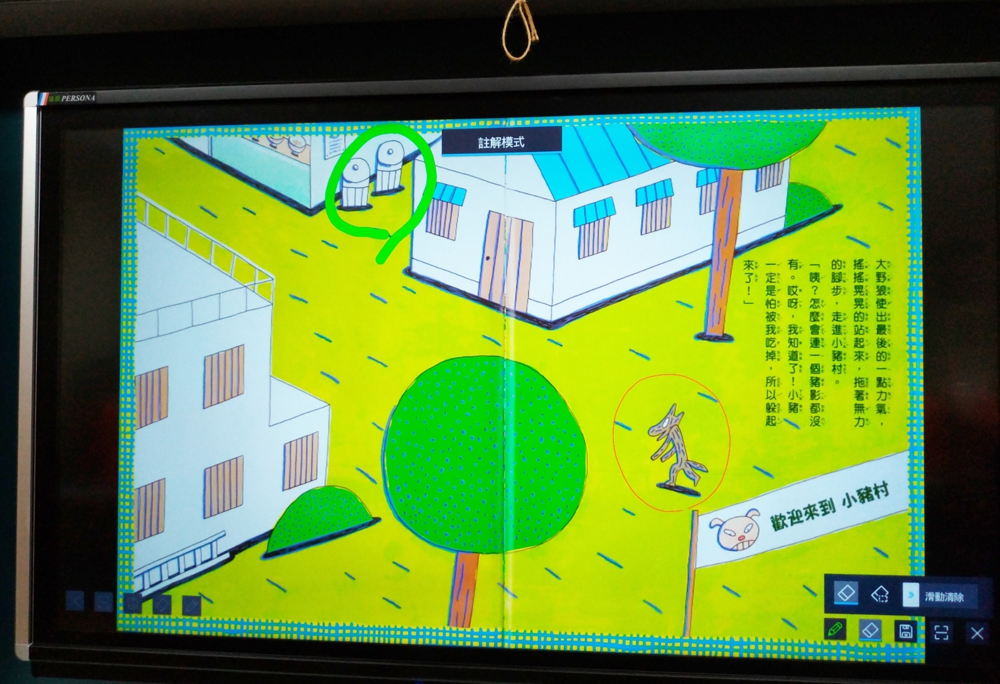 PERSONA
註解模式
大野狼使出最後的一點力氣，
搖搖晃晃的站起來，拖著無力
的腳步，走進小豬村。
「咦？怎麼會連一個豬影都沒
有。哎呀，我知道了！小豬
一定是怕被我吃掉，所以躲起
來了！」
歡迎來到 小豬村
滑動清除